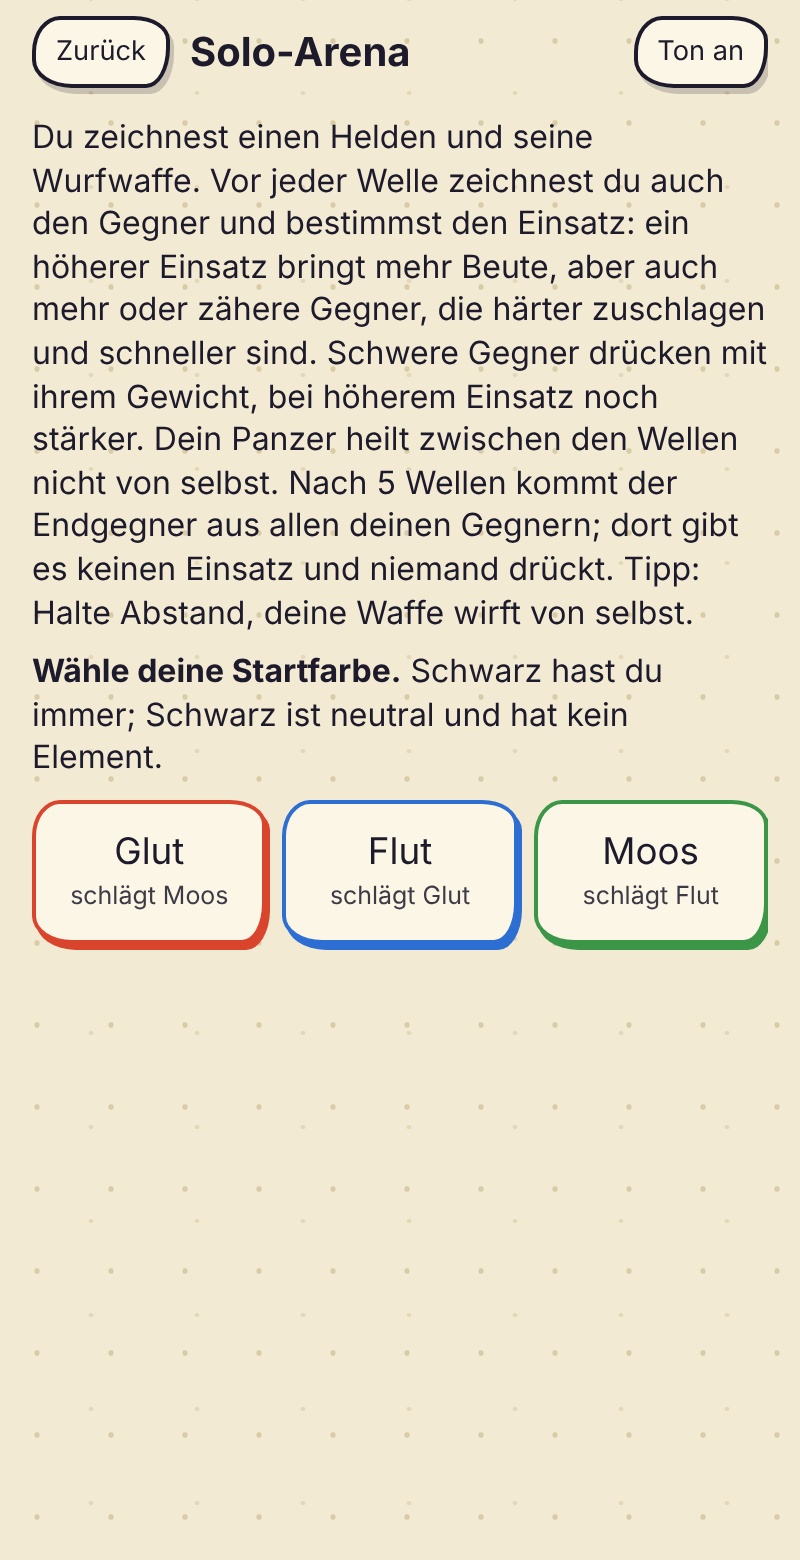 Zurück
Solo-Arena
Ton an
Du zeichnest einen Helden und seine
Wurfwaffe. Vor jeder Welle zeichnest du auch
den Gegner und bestimmst den Einsatz: ein
höherer Einsatz bringt mehr Beute, aber auch
mehr oder zähere Gegner, die härter zuschlagen
und schneller sind. Schwere Gegner drücken mit
ihrem Gewicht, bei höherem Einsatz noch
stärker. Dein Panzer heilt zwischen den Wellen
nicht von selbst. Nach 5 Wellen kommt der
Endgegner aus allen deinen Gegnern; dort gibt
es keinen Einsatz und niemand drückt. Tipp:
Halte Abstand, deine Waffe wirft von selbst.
Wähle deine Startfarbe. Schwarz hast du
immer; Schwarz ist neutral und hat kein
Element.
Glut
schlägt Moos
Flut
schlägt Glut
Moos
schlägt Flut